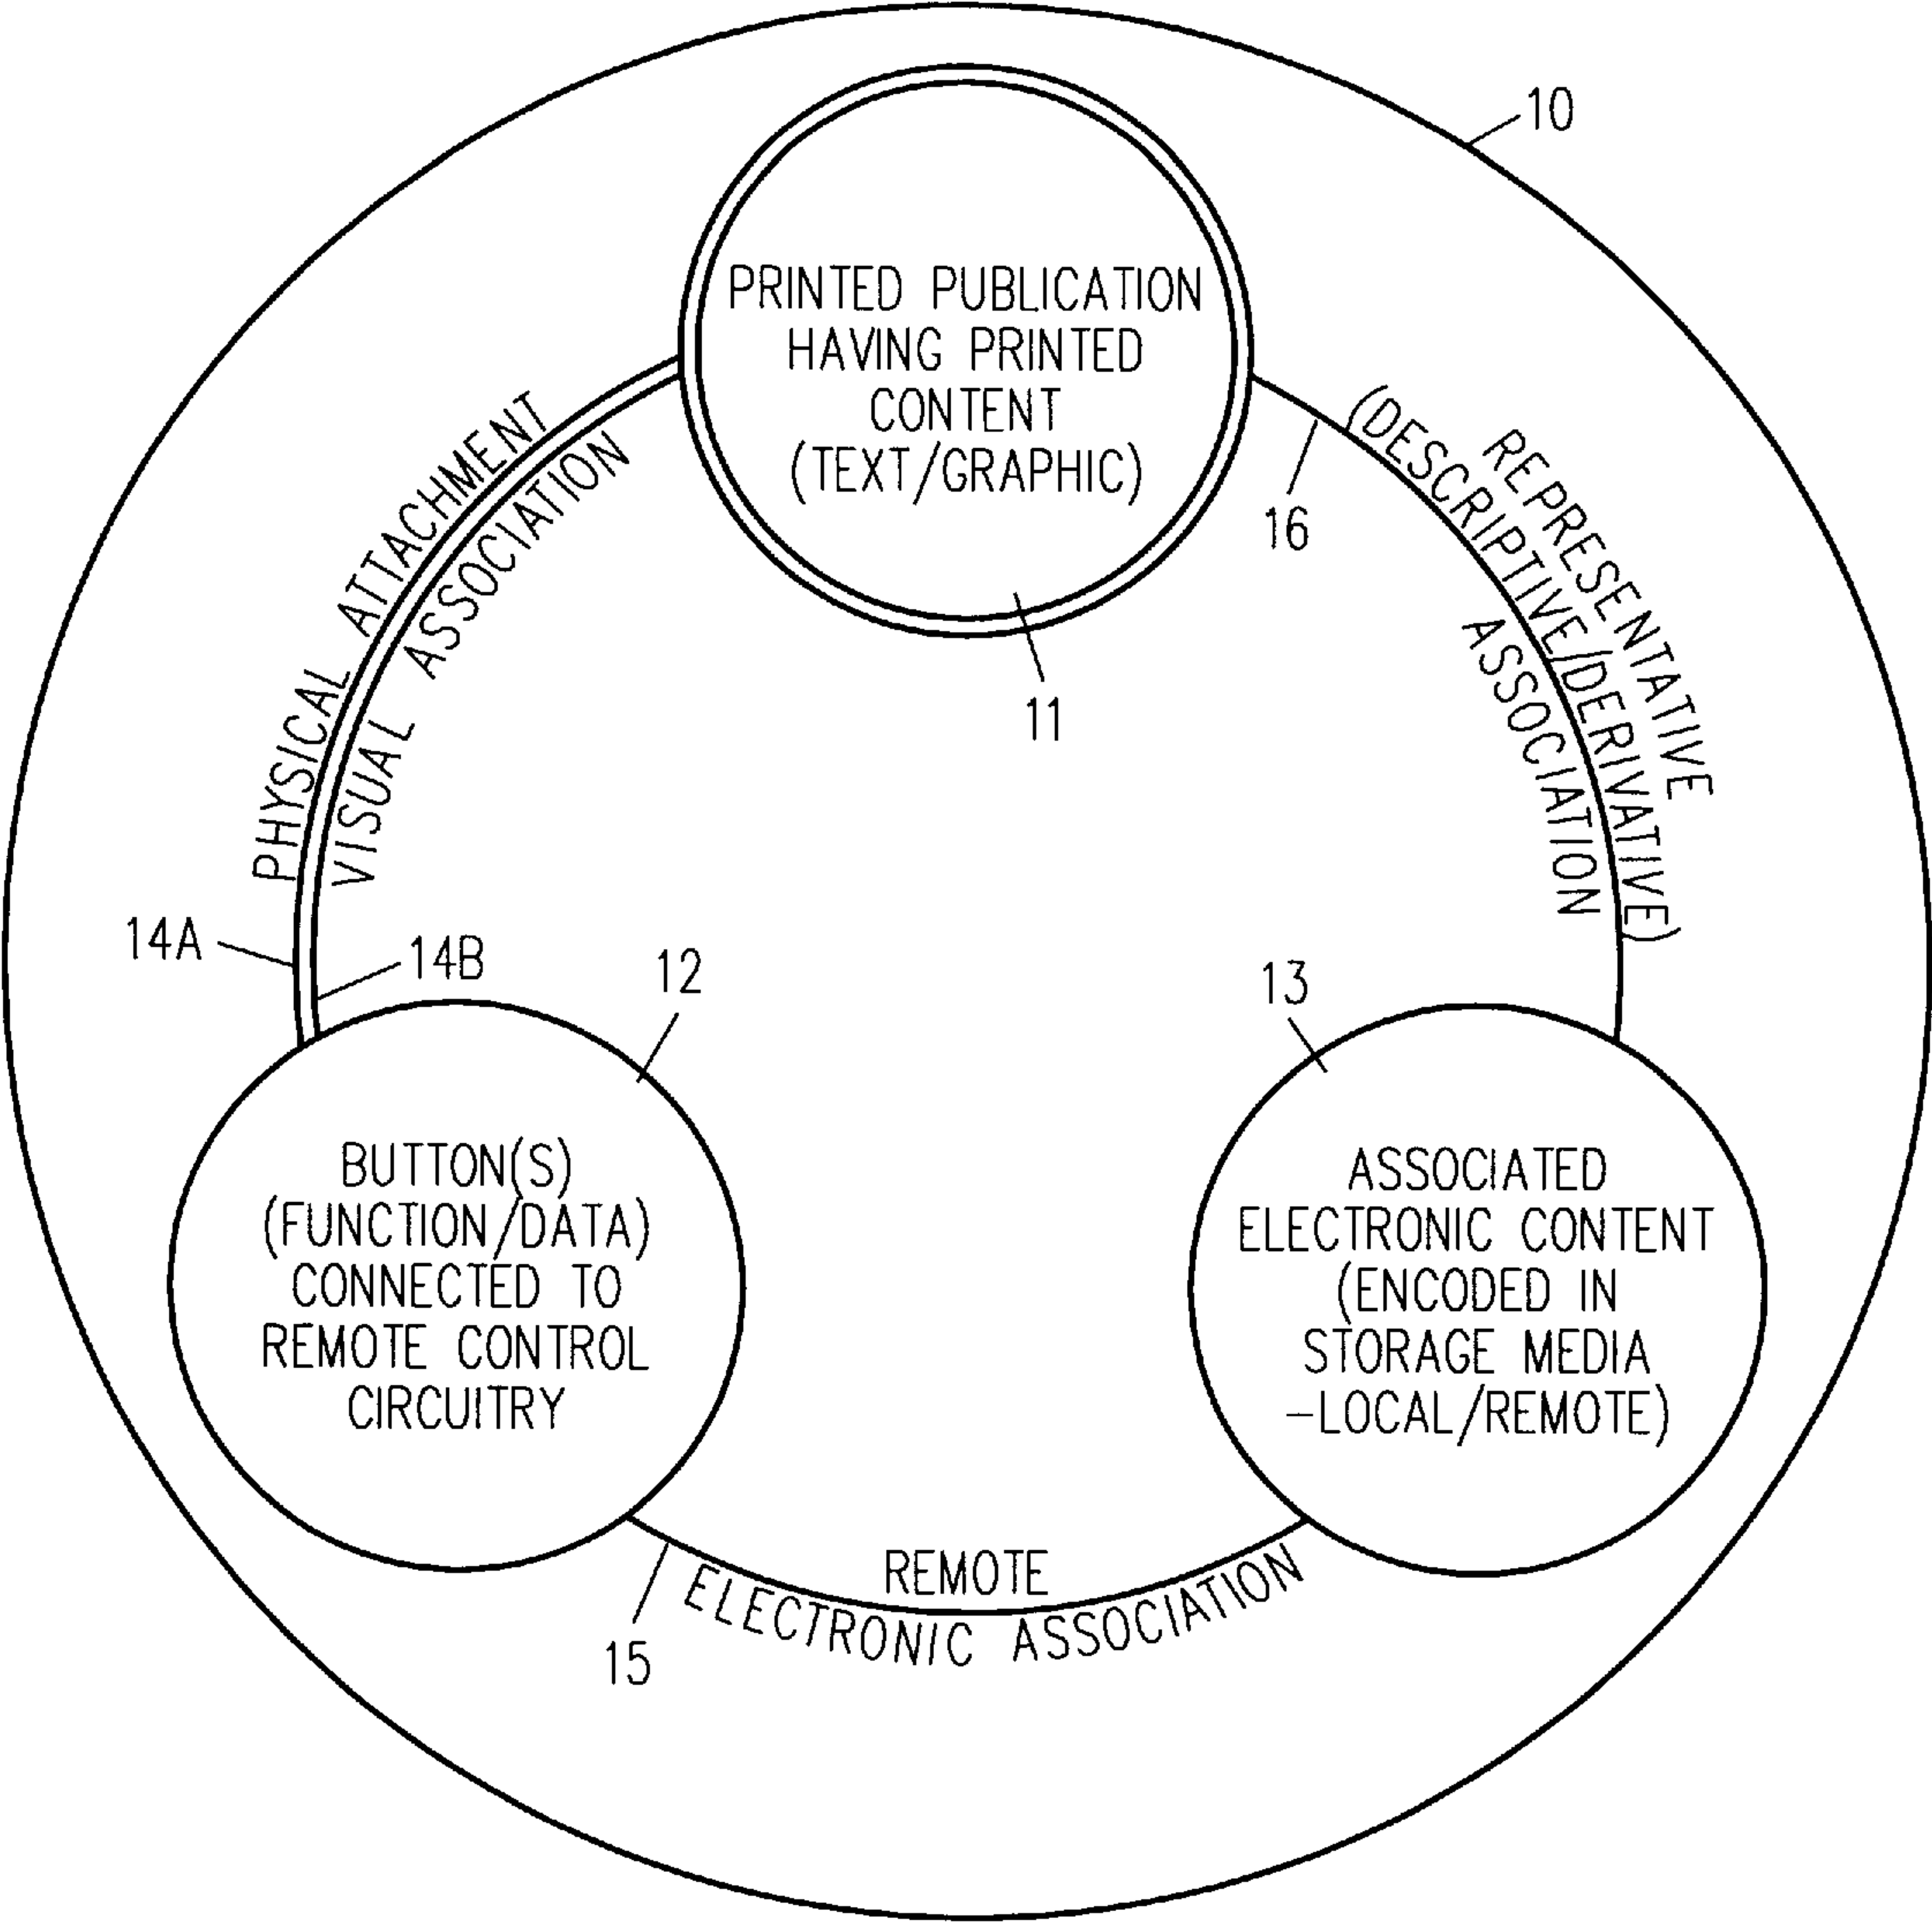 10
PRINTED PUBLICATION
HAVING PRINTED
CONTENT
(TEXT/GRAPHIC)
11
16
PHYSICAL ATTACHMENT
VISUAL ASSOCIATION
REPRESENTATIVE
(DESCRIPTIVE/DERIVATIVE)
ASSOCIATION
14A
14B
12
13
BUTTON(S)
(FUNCTION/DATA)
CONNECTED TO
REMOTE CONTROL
CIRCUITRY
ASSOCIATED
ELECTRONIC CONTENT
(ENCODED IN
STORAGE MEDIA
-LOCAL/REMOTE)
REMOTE
ELECTRONIC ASSOCIATION
15